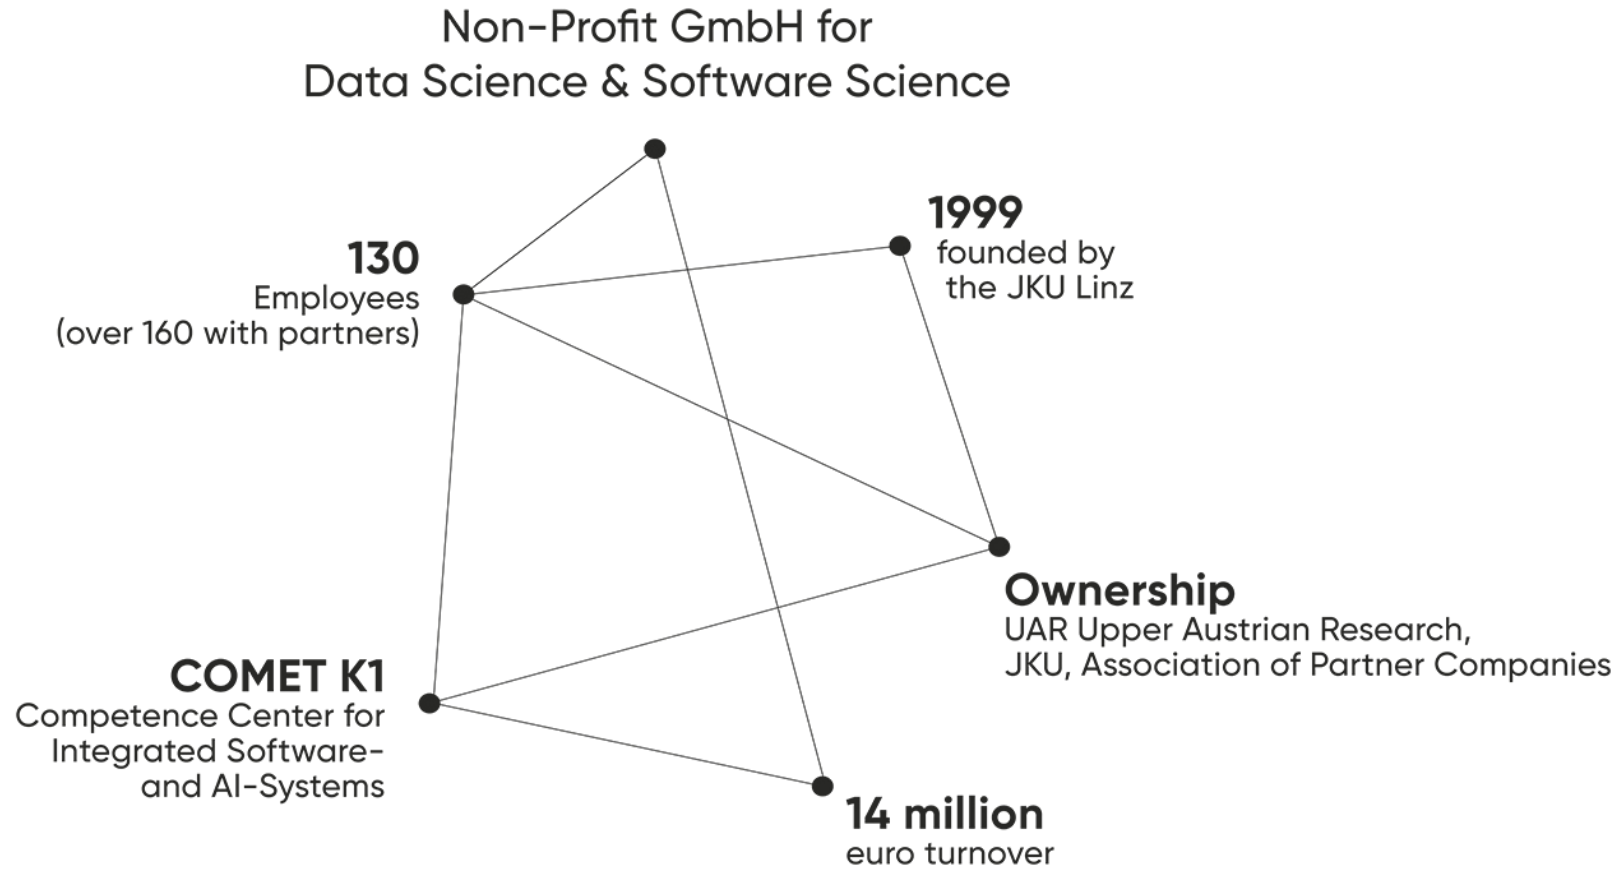 Non-Profit GmbH for
Data Science & Software Science
1999
founded by
the JKU Linz
130
Employees
(over 160 with partners)
Ownership
UAR Upper Austrian Research,
JKU, Association of Partner Companies
COMET K1
Competence Center for
Integrated Software-
and AI-Systems
14 million
euro turnover